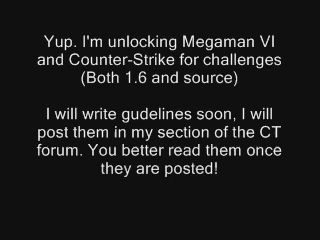 Yup. I'm unlocking Megaman VI
and Counter-Strike for challenges
(Both 1.6 and source)
I will write gudelines soon, I will
post them in my section of the CT
forum. You better read them once
they are posted!